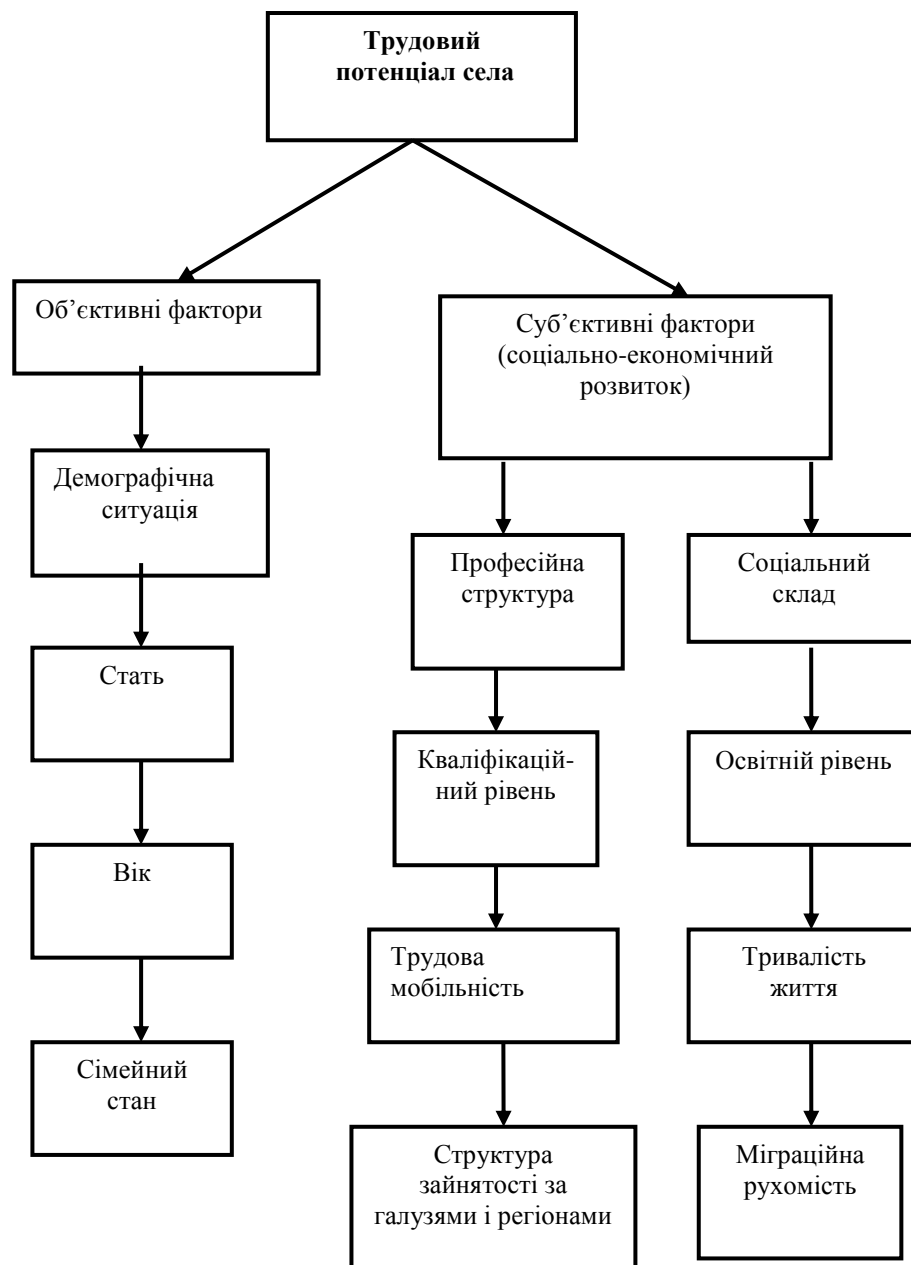 Трудовий
потенціал села
Об’єктивні фактори
Суб’єктивні фактори
(соціально-економічний
розвиток)
Демографічна
ситуація
Професійна
структура
Соціальний
склад
Стать
Кваліфікацій-
ний рівень
Освітній рівень
Вік
Трудова
мобільність
Тривалість
життя
Сімейний
стан
Структура
зайнятості за
галузями і регіонами
Міграційна
рухомість